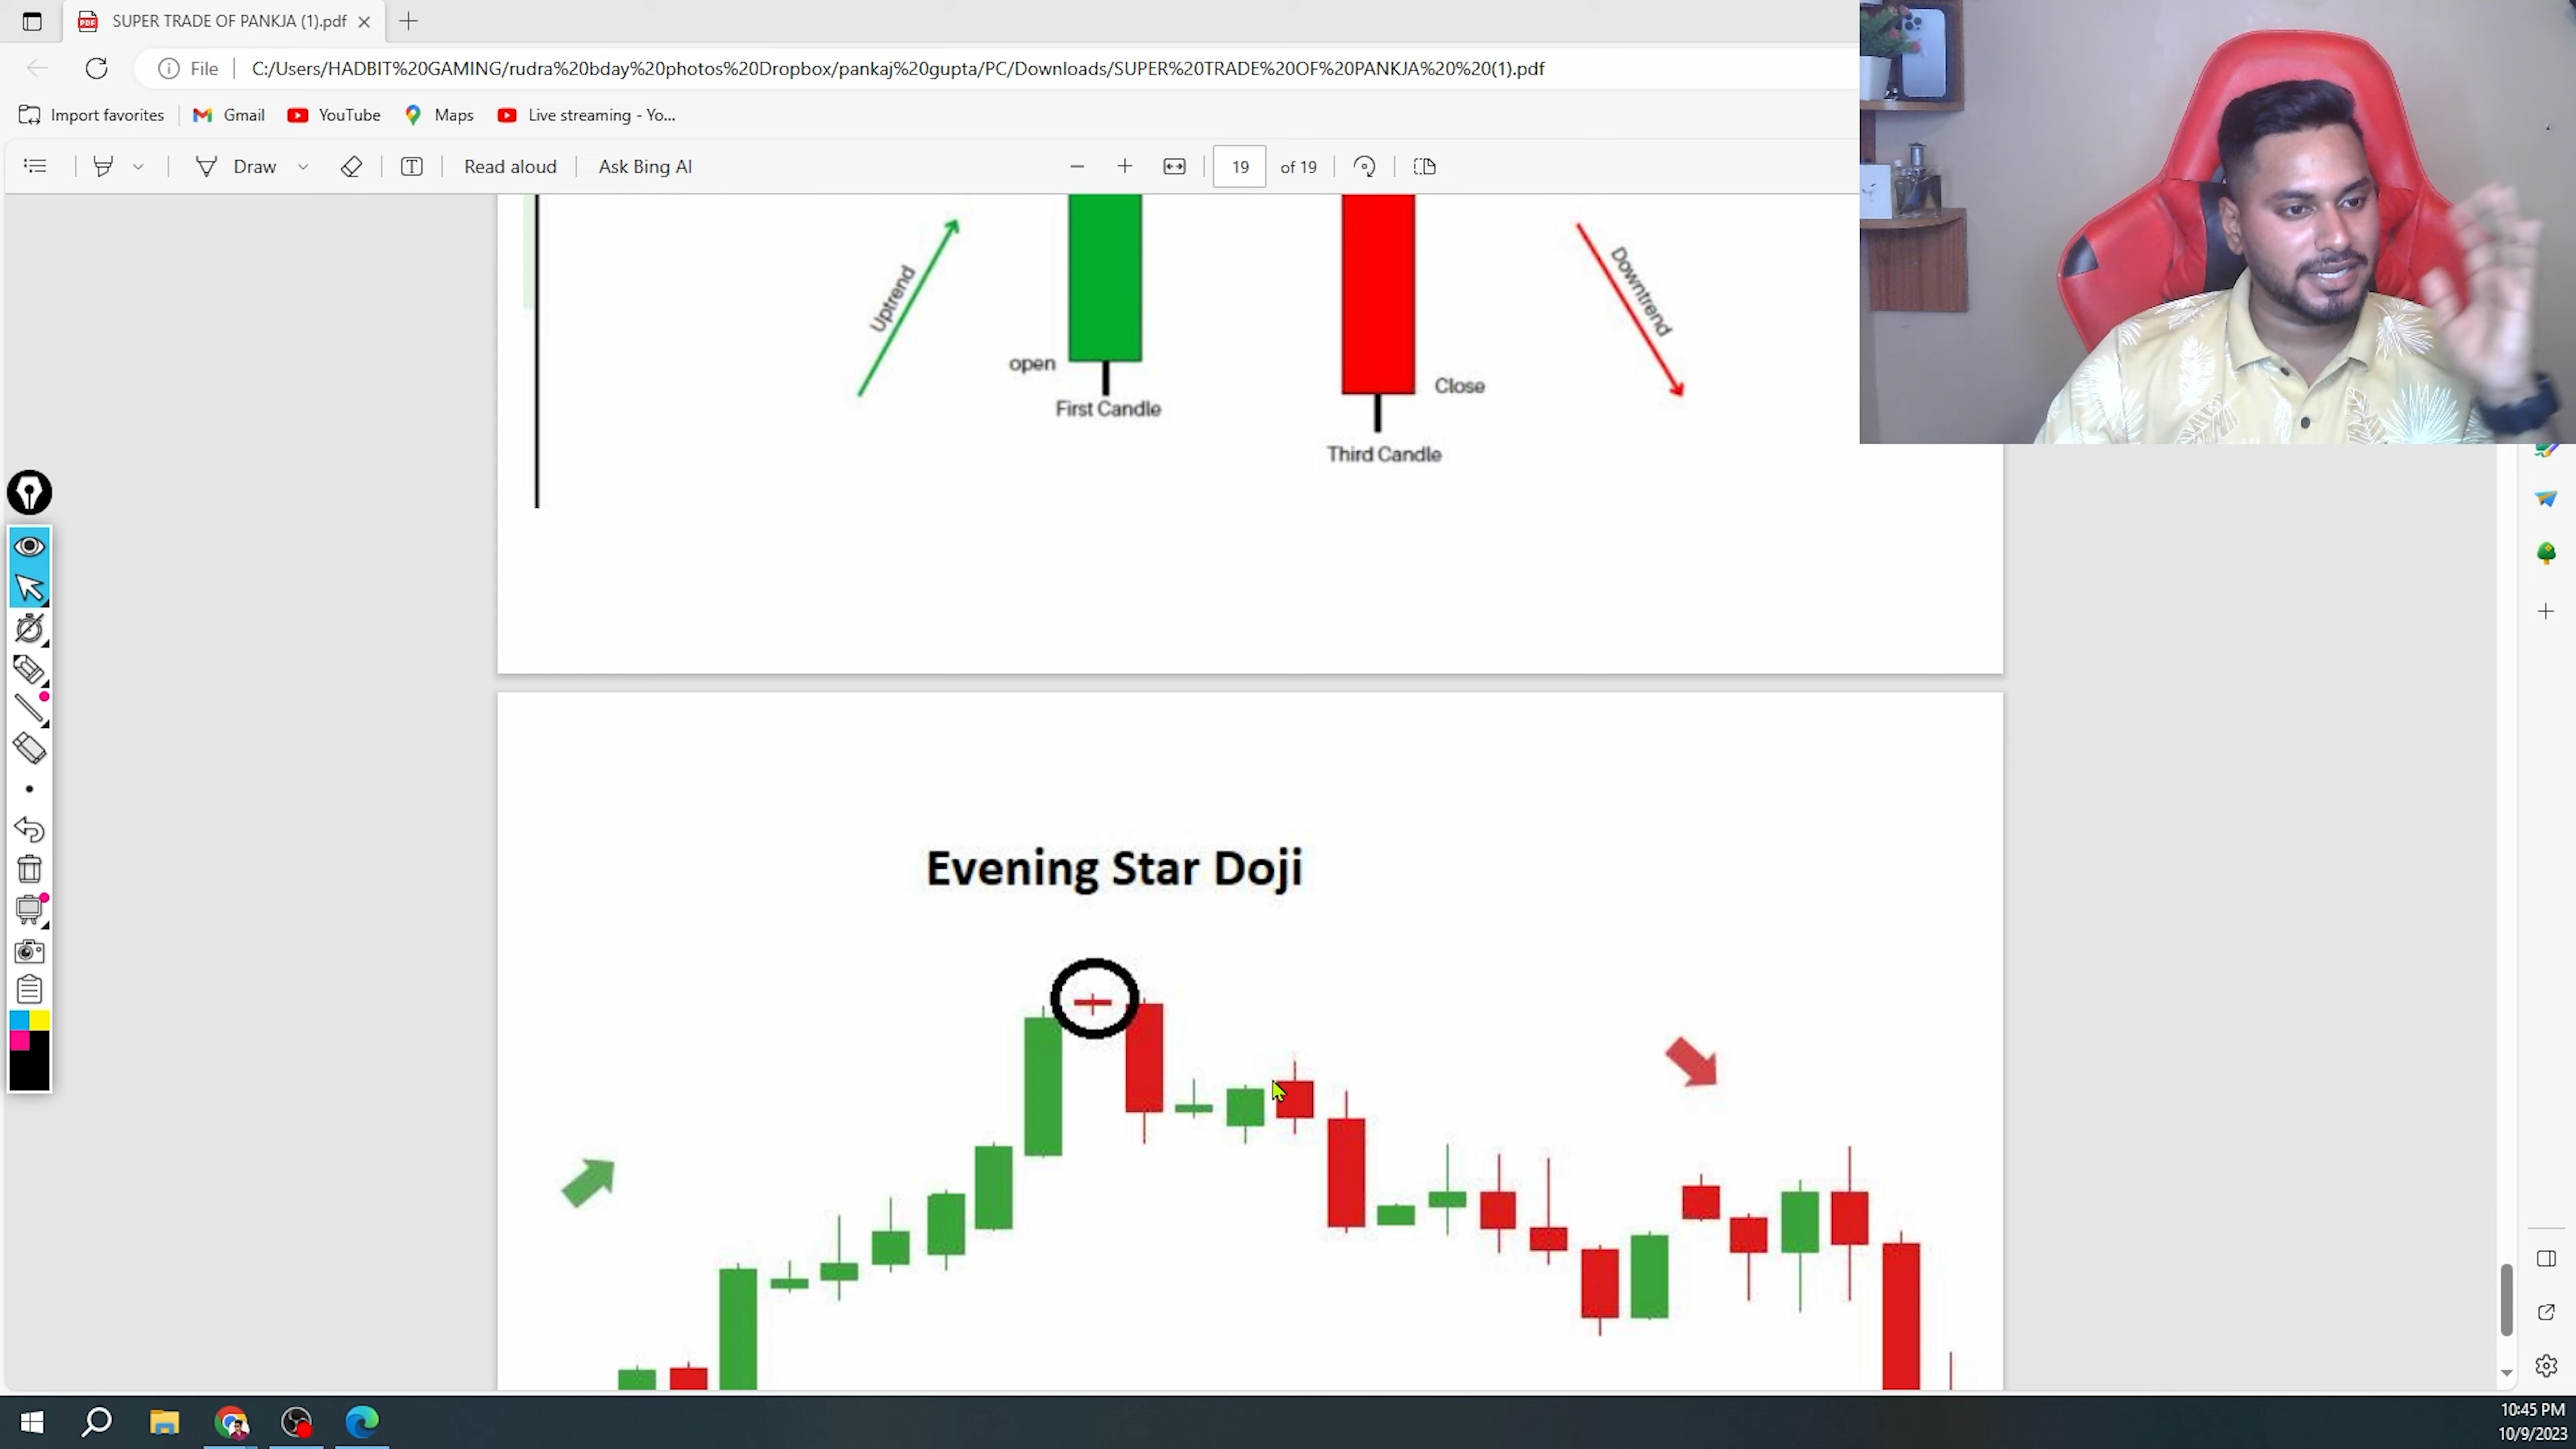 SUPER TRADE OF PANKJA (1).pdf
File
C:/Users/HADBIT%20GAMING/rudra%20bday%20photos%20Dropbox/pankaj%20gupta/PC/Downloads/SUPER%20TRADE%20OF%20PANKJA%20%20(1).pdf
Import favorites
Gmail
YouTube
Maps
Live streaming - Yo...
Draw
Read aloud
Ask Bing AI
19
of 19
Uptrend
open
First Candle
Downtrend
Close
Third Candle
Evening Star Doji
10:45 PM
10/9/2023